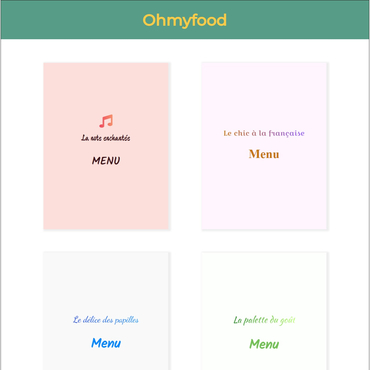 Ohmyfood
La note enchantée
MENU
Le chic à la française
Menu
Le délice des papilles
Menu
La palette du goût
Menu